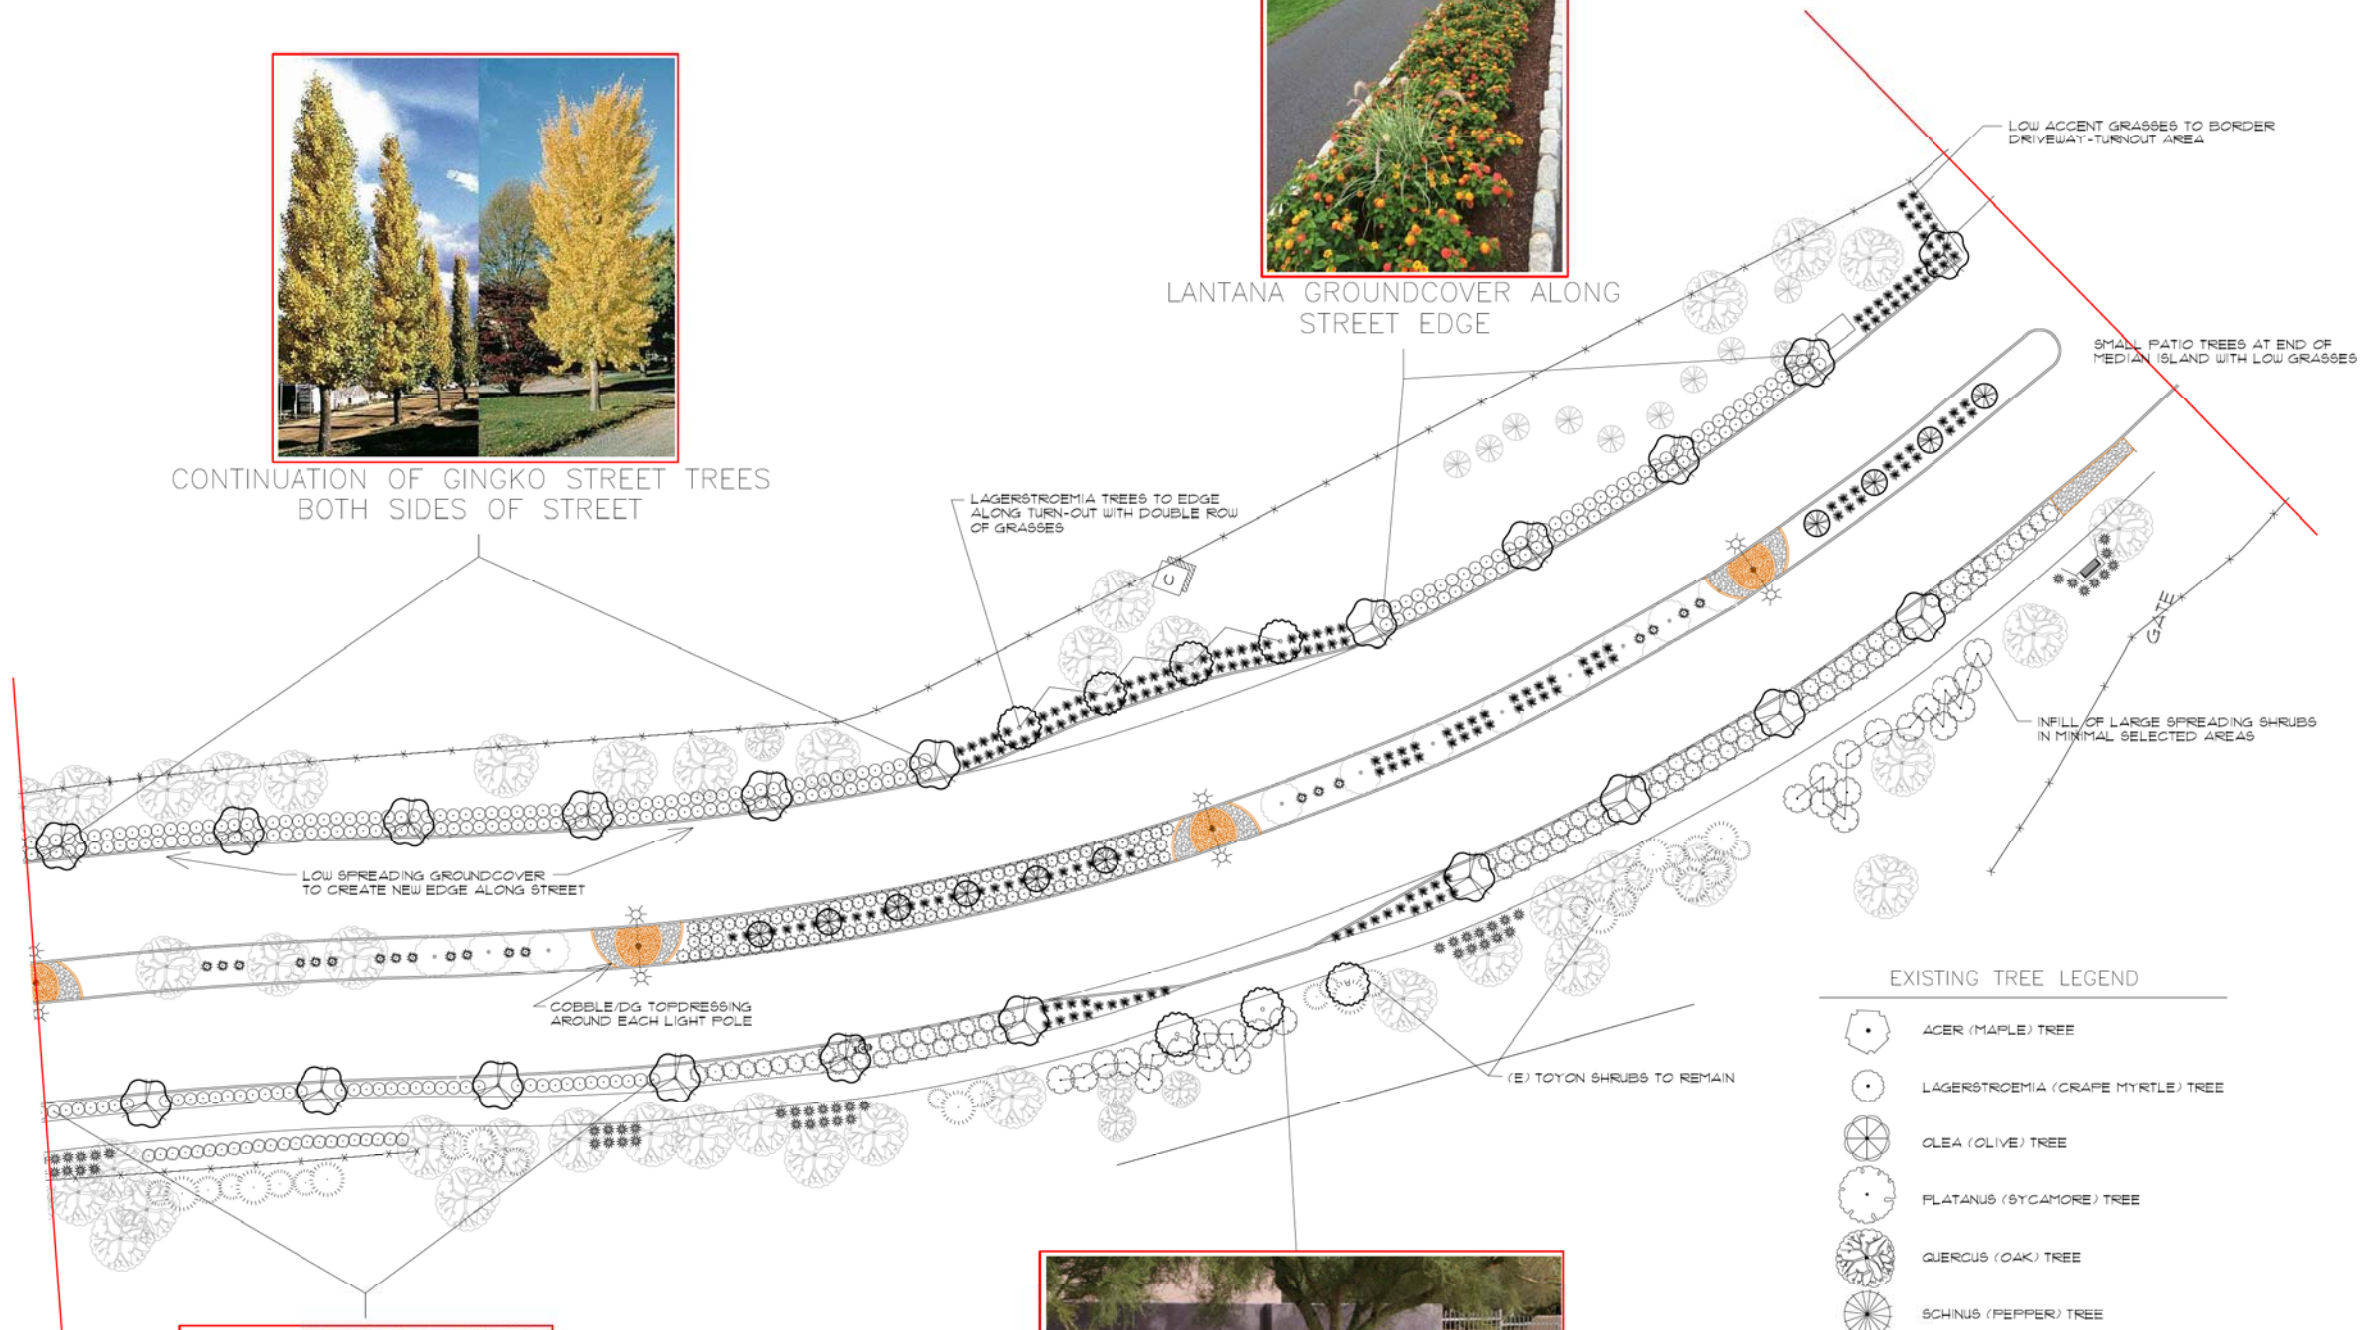 LOW ACCENT GRASSES TO BORDER
DRIVEWAY-TURNOUT AREA
LANTANA GROUNDCOVER ALONG
STREET EDGE
SMALL PATIO TREES AT END OF
MEDIAN ISLAND WITH LOW GRASSES
CONTINUATION OF GINGKO STREET TREES
BOTH SIDES OF STREET
LAGERSTROEMIA TREES TO EDGE
ALONG TURN-OUT WITH DOUBLE ROW
OF GRASSES
C
GATE
INFILL OF LARGE SPREADING SHRUBS
IN MINIMAL SELECTED AREAS
LOW SPREADING GROUNDCOVER
TO CREATE NEW EDGE ALONG STREET
COBBLE/DG TOPDRESSING
AROUND EACH LIGHT POLE
(E) TOYON SHRUBS TO REMAIN
EXISTING TREE LEGEND
ACER (MAPLE) TREE
LAGERSTROEMIA (CRAPE MYRTLE) TREE
OLEA (OLIVE) TREE
PLATANUS (SYCAMORE) TREE
QUERCUS (OAK) TREE
SCHINUS (PEPPER) TREE